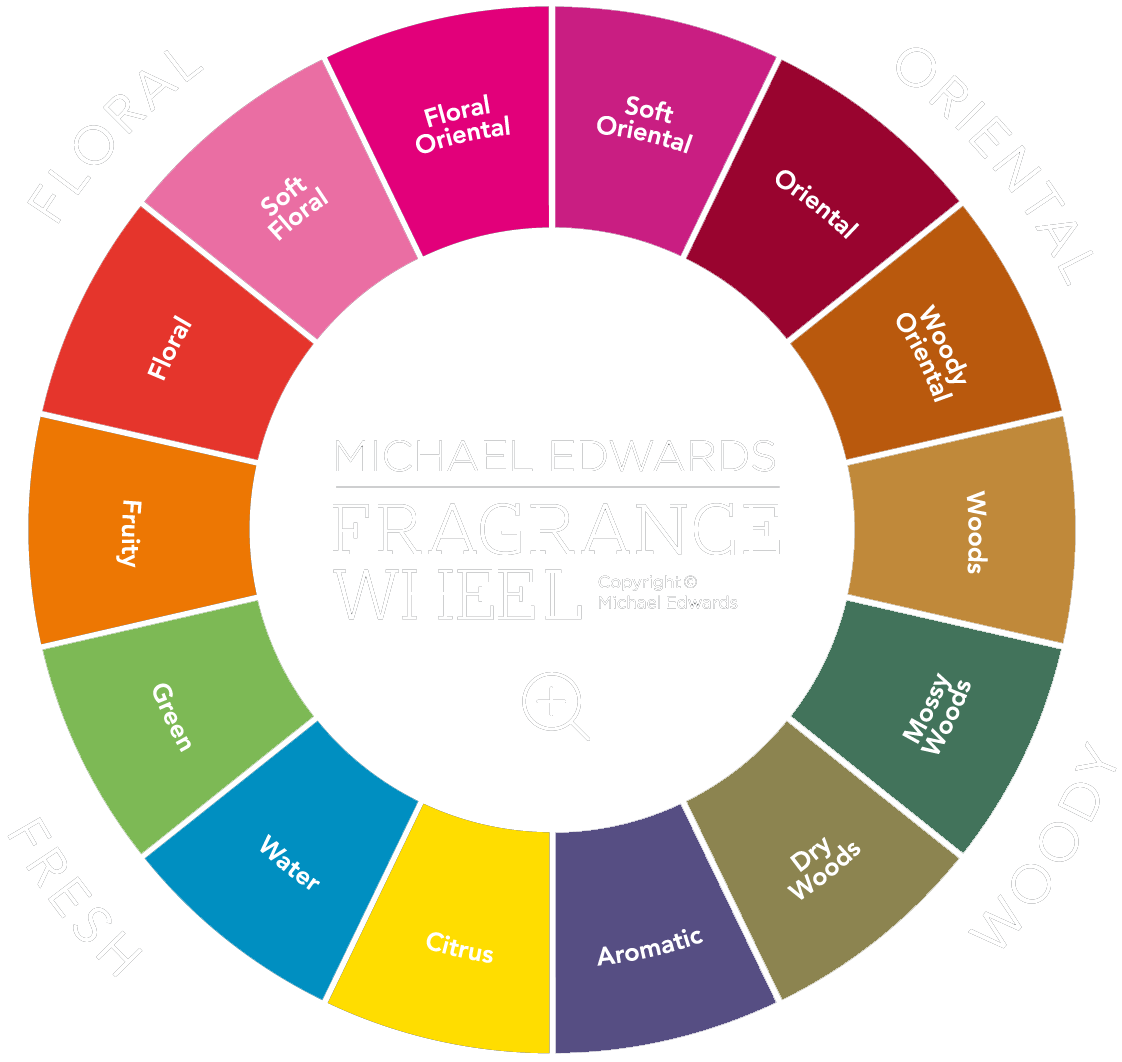 FLORAL
ORIENTAL
Floral
Oriental
Soft
Oriental
Soft
Floral
Oriental
Floral
Woody
Oriental
MICHAEL EDWARDS
FRAGRANCE
WHEEL
Copyright©
Michael Edwards
Fruity
Woods
Green
Mossy
Woods
Water
Dry
Woods
Citrus
Aromatic
FRESH
WOODY